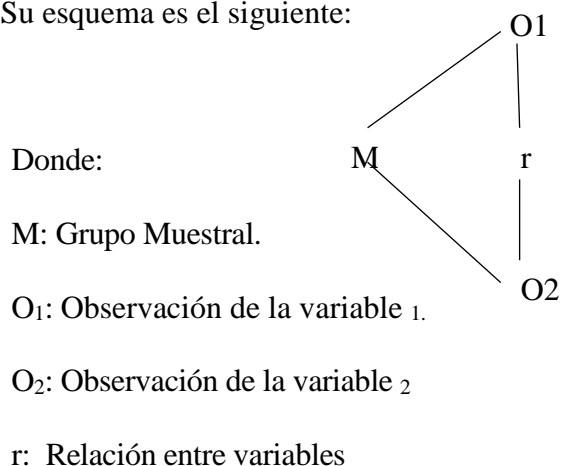 Su esquema es el siguiente:
O1
Donde:
M
r
M: Grupo Muestral.
O2
O₁: Observación de la variable ₁.
O₂: Observación de la variable ₂
r: Relación entre variables